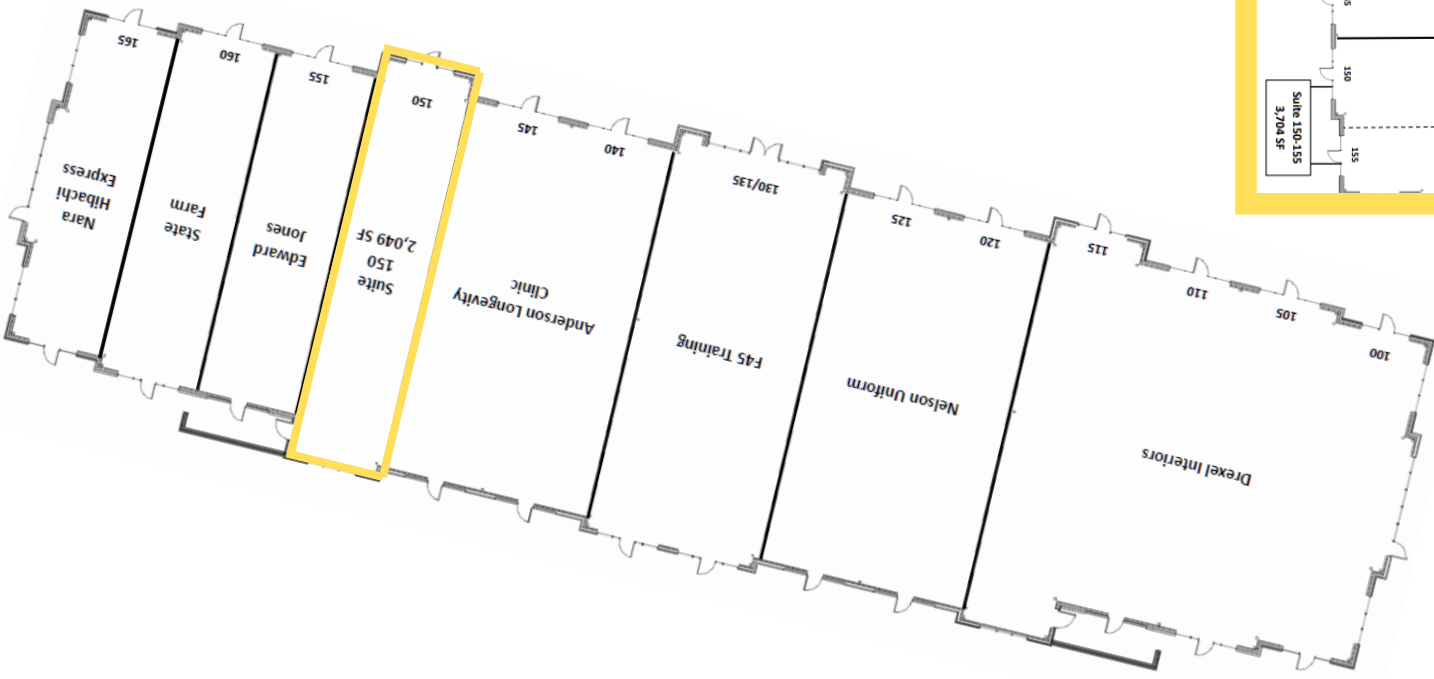 165
160
155
150
145
140
130/135
125
120
115
110
105
100
Nara
Hibachi
Express
State
Farm
Edward
Jones
Suite
150
2,049 SF
Anderson Longevity
Clinic
F45 Training
Nelson Uniform
Drexel Interiors
150
Suite 150-155
3,704 SF
155